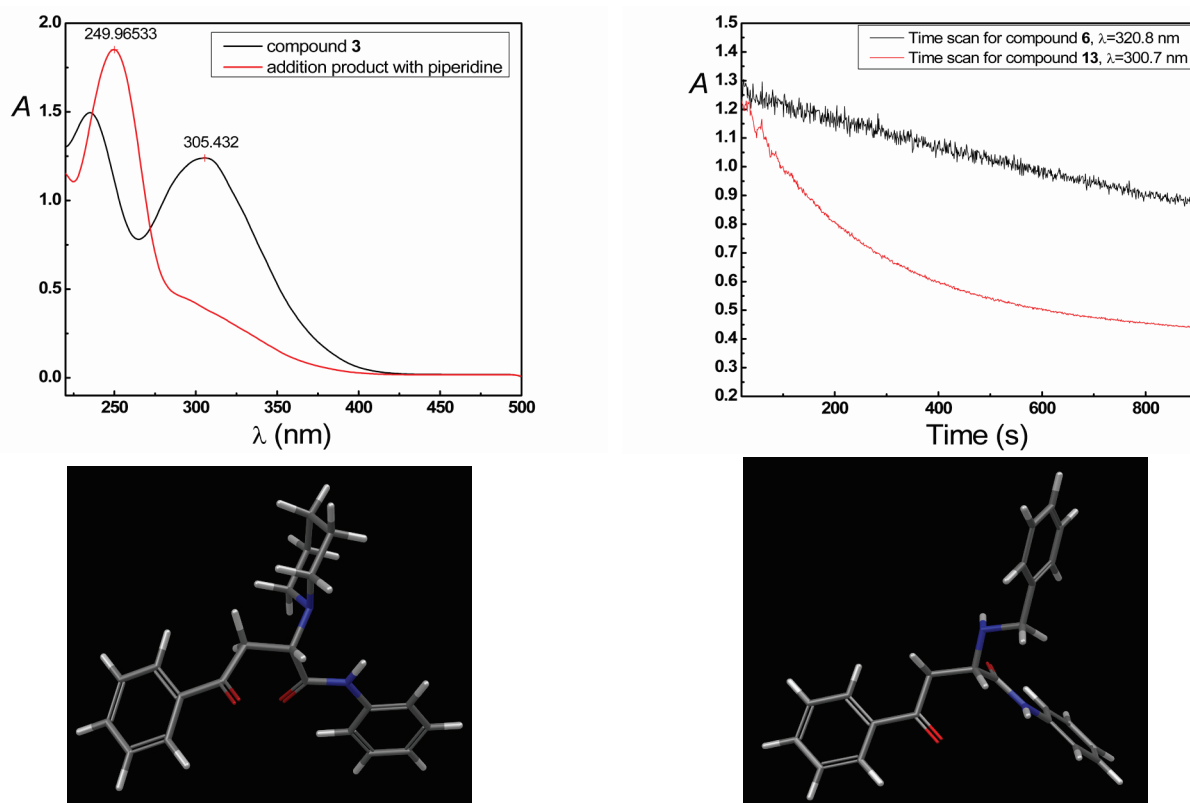 2.0
1.5
1.0
0.5
0.0
A
249.96533
305.432
compound 3
addition product with piperidine
250 300 350 400 450 500
λ (nm)
1.5
1.4
1.3
1.2
1.1
1.0
0.9
0.8
0.7
0.6
0.5
0.4
0.3
0.2
A
Time scan for compound 6, λ=320.8 nm
Time scan for compound 13, λ=300.7 nm
200 400 600 800
Time (s)